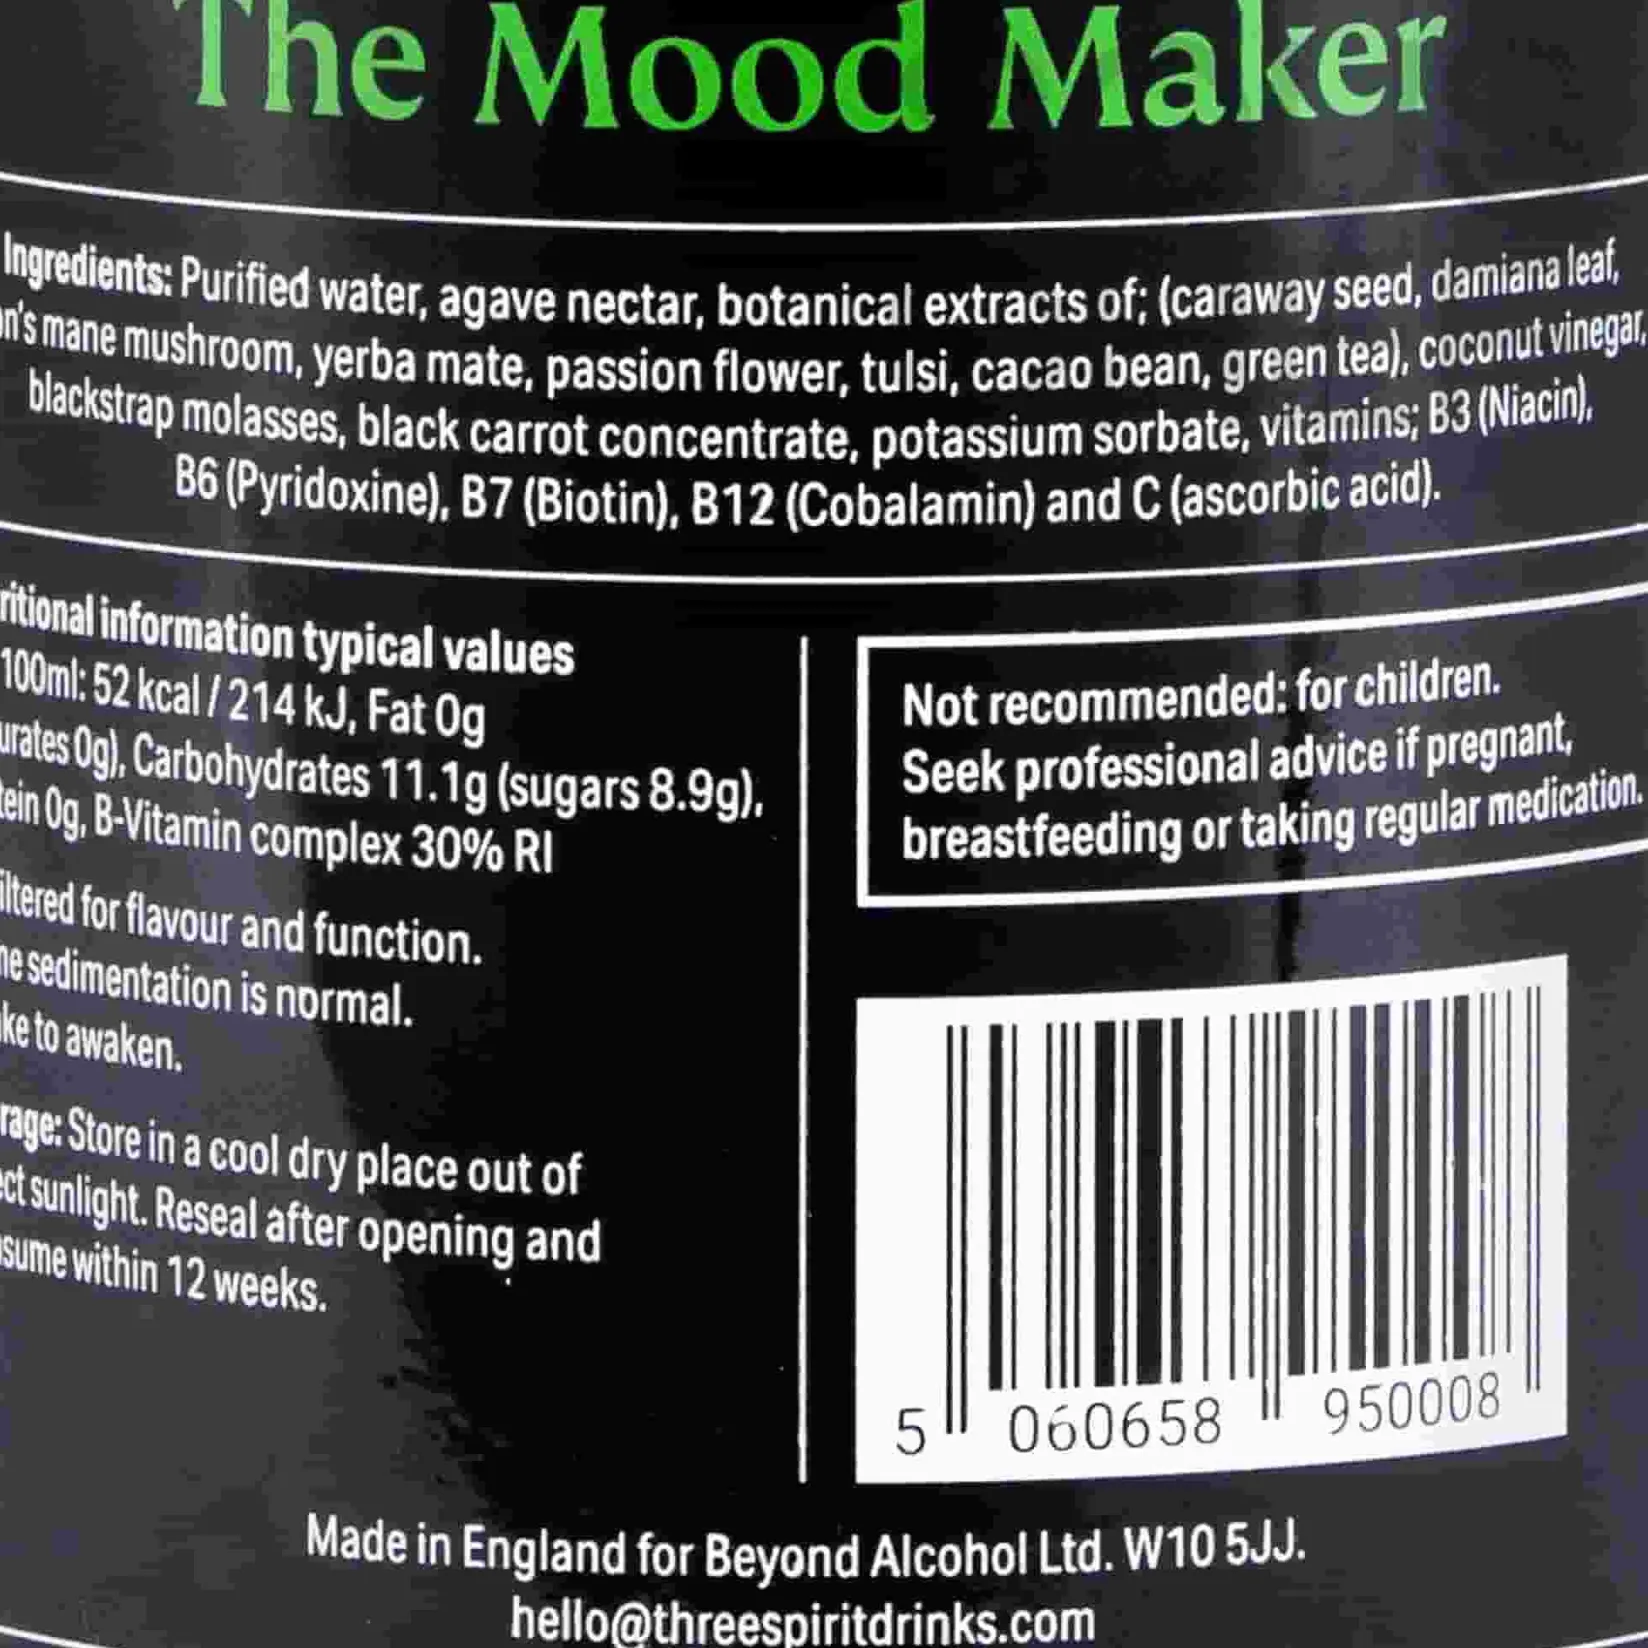 The Mood Maker
Ingredients: Purified water, agave nectar, botanical extracts of; (caraway seed, damiana leaf,
n's mane mushroom, yerba mate, passion flower, tulsi, cacao bean, green tea), coconut vinegar,
blackstrap molasses, black carrot concentrate, potassium sorbate, vitamins; B3 (Niacin),
B6 (Pyridoxine), B7 (Biotin), B12 (Cobalamin) and C (ascorbic acid).
ritional information typical values
100ml: 52 kcal / 214 kJ, Fat 0g
urates 0g), Carbohydrates 11.1g (sugars 8.9g),
tein 0g, B-Vitamin complex 30% RI
iltered for flavour and function.
me sedimentation is normal.
ke to awaken.
rage: Store in a cool dry place out of
ect sunlight. Reseal after opening and
sume within 12 weeks.
Not recommended: for children.
Seek professional advice if pregnant,
breastfeeding or taking regular medication.
5 060658 950008
Made in England for Beyond Alcohol Ltd. W10 5JJ.
hello@threespiritdrinks.com